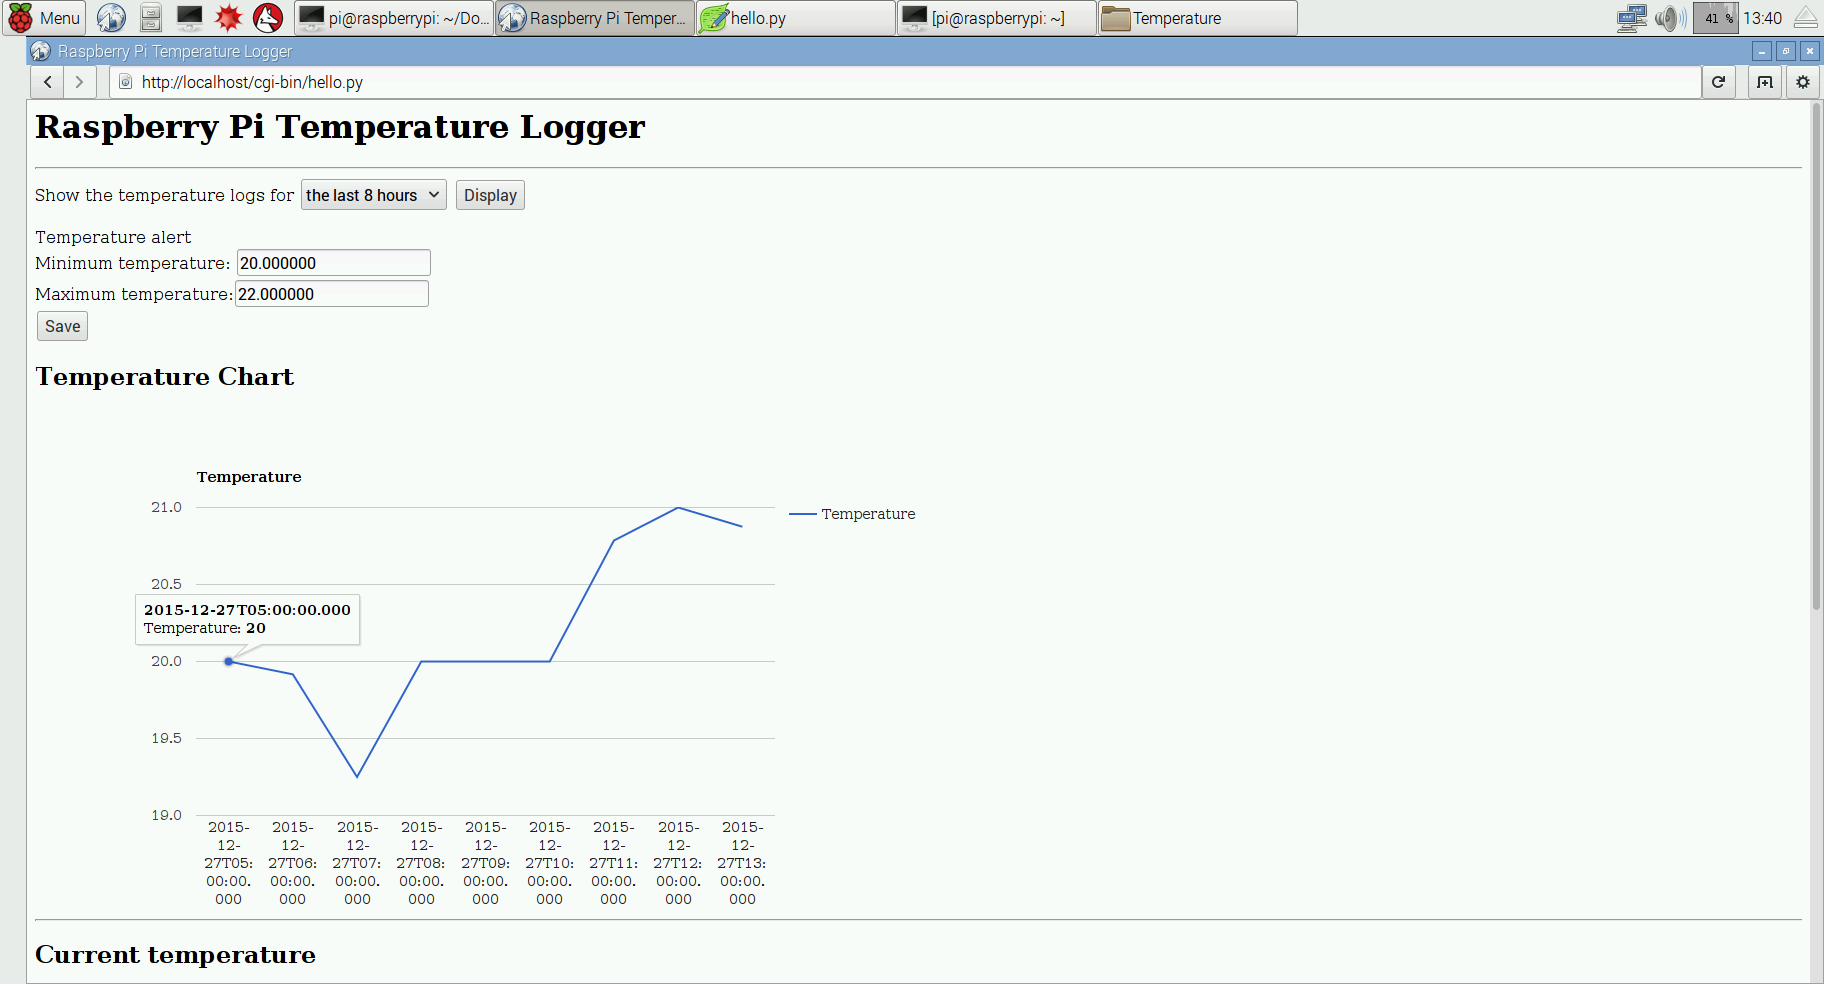 Menu
pi@raspberrypi: ~/Do...
Raspberry Pi Temper...
hello.py
[pi@raspberrypi: ~]
Temperature
41 %
13:40
Raspberry Pi Temperature Logger
http://localhost/cgi-bin/hello.py
Raspberry Pi Temperature Logger
Show the temperature logs for the last 8 hours Display
Temperature alert
Minimum temperature: 20.000000
Maximum temperature: 22.000000
Save
Temperature Chart
Temperature
21.0
Temperature
20.5
2015-12-27T05:00:00.000
Temperature: 20
20.0
19.5
19.0
2015- 2015- 2015- 2015- 2015- 2015- 2015- 2015- 2015-
12- 12- 12- 12- 12- 12- 12- 12- 12-
27T05: 27T06: 27T07: 27T08: 27T09: 27T10: 27T11: 27T12: 27T13:
00:00. 00:00. 00:00. 00:00. 00:00. 00:00. 00:00. 00:00. 00:00.
000 000 000 000 000 000 000 000 000
Current temperature